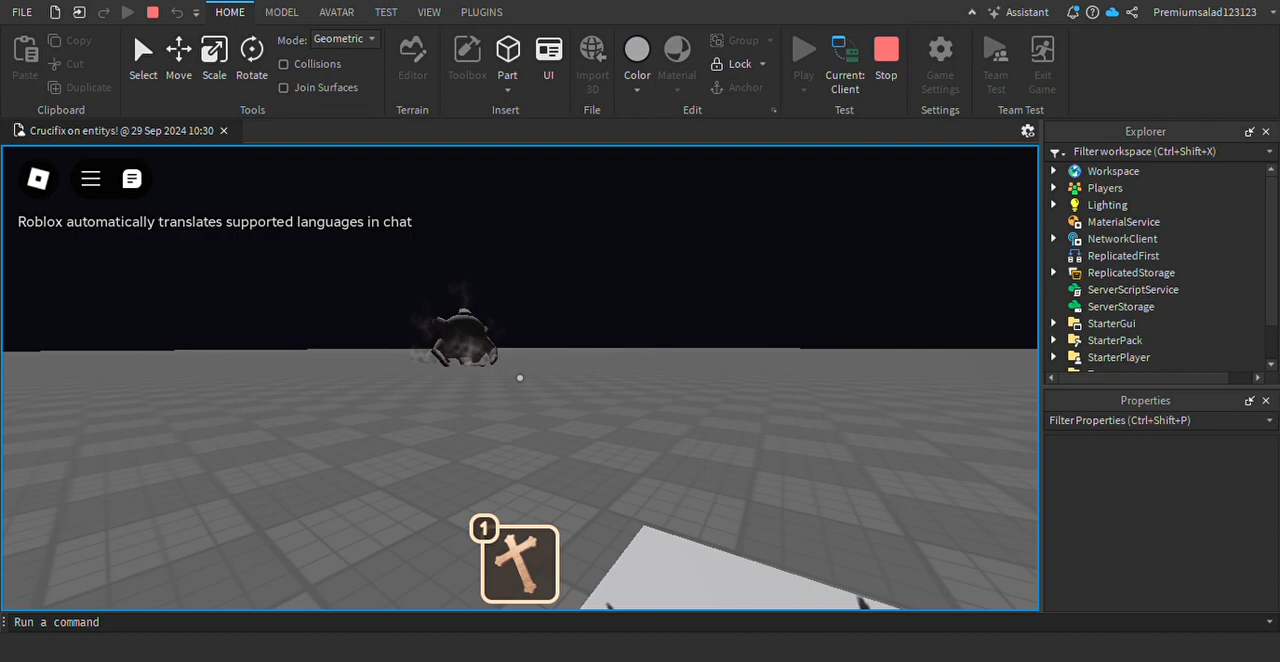 FILE HOME MODEL AVATAR TEST VIEW PLUGINS Assistant Premiumsalad123123
Paste Copy Cut Duplicate Clipboard
Select Move Scale Rotate Mode: Geometric Collisions Join Surfaces Tools
Editor Terrain
Toolbox Part UI Insert
Import 3D File
Color Material Group Lock Anchor Edit
Play Current: Client Stop Test
Game Settings Settings
Team Test Exit Game Team Test
Crucifix on entitys! @ 29 Sep 2024 10:30
Roblox automatically translates supported languages in chat
1
Explorer
Filter workspace (Ctrl+Shift+X)
Workspace
Players
Lighting
MaterialService
NetworkClient
ReplicatedFirst
ReplicatedStorage
ServerScriptService
ServerStorage
StarterGui
StarterPack
StarterPlayer
Properties
Filter Properties (Ctrl+Shift+P)
Run a command